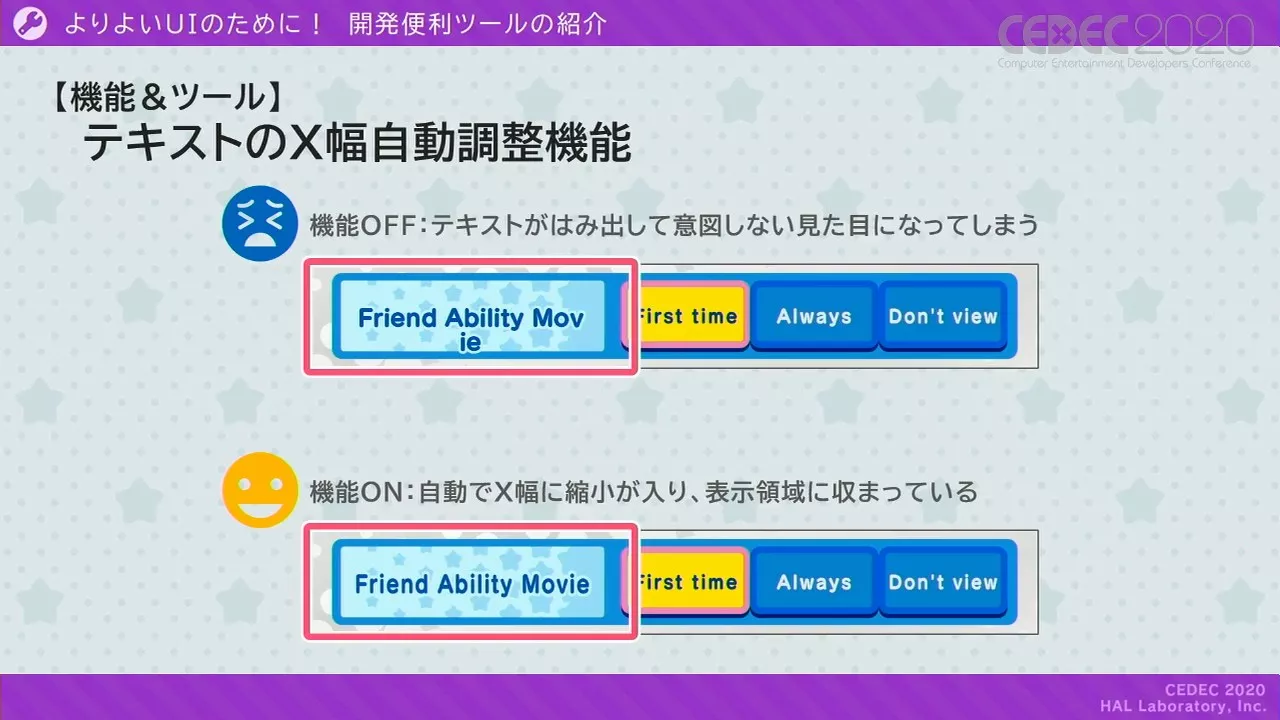 よりよいUIのために！　開発便利ツールの紹介
CEDEC2020
Computer Entertainment Developers Conference
【機能＆ツール】
テキストのX幅自動調整機能
機能OFF：テキストがはみ出して意図しない見た目になってしまう
Friend Ability Mov
ie
First time
Always
Don't view
機能ON：自動でX幅に縮小が入り、表示領域に収まっている
Friend Ability Movie
First time
Always
Don't view
CEDEC 2020
HAL Laboratory, Inc.